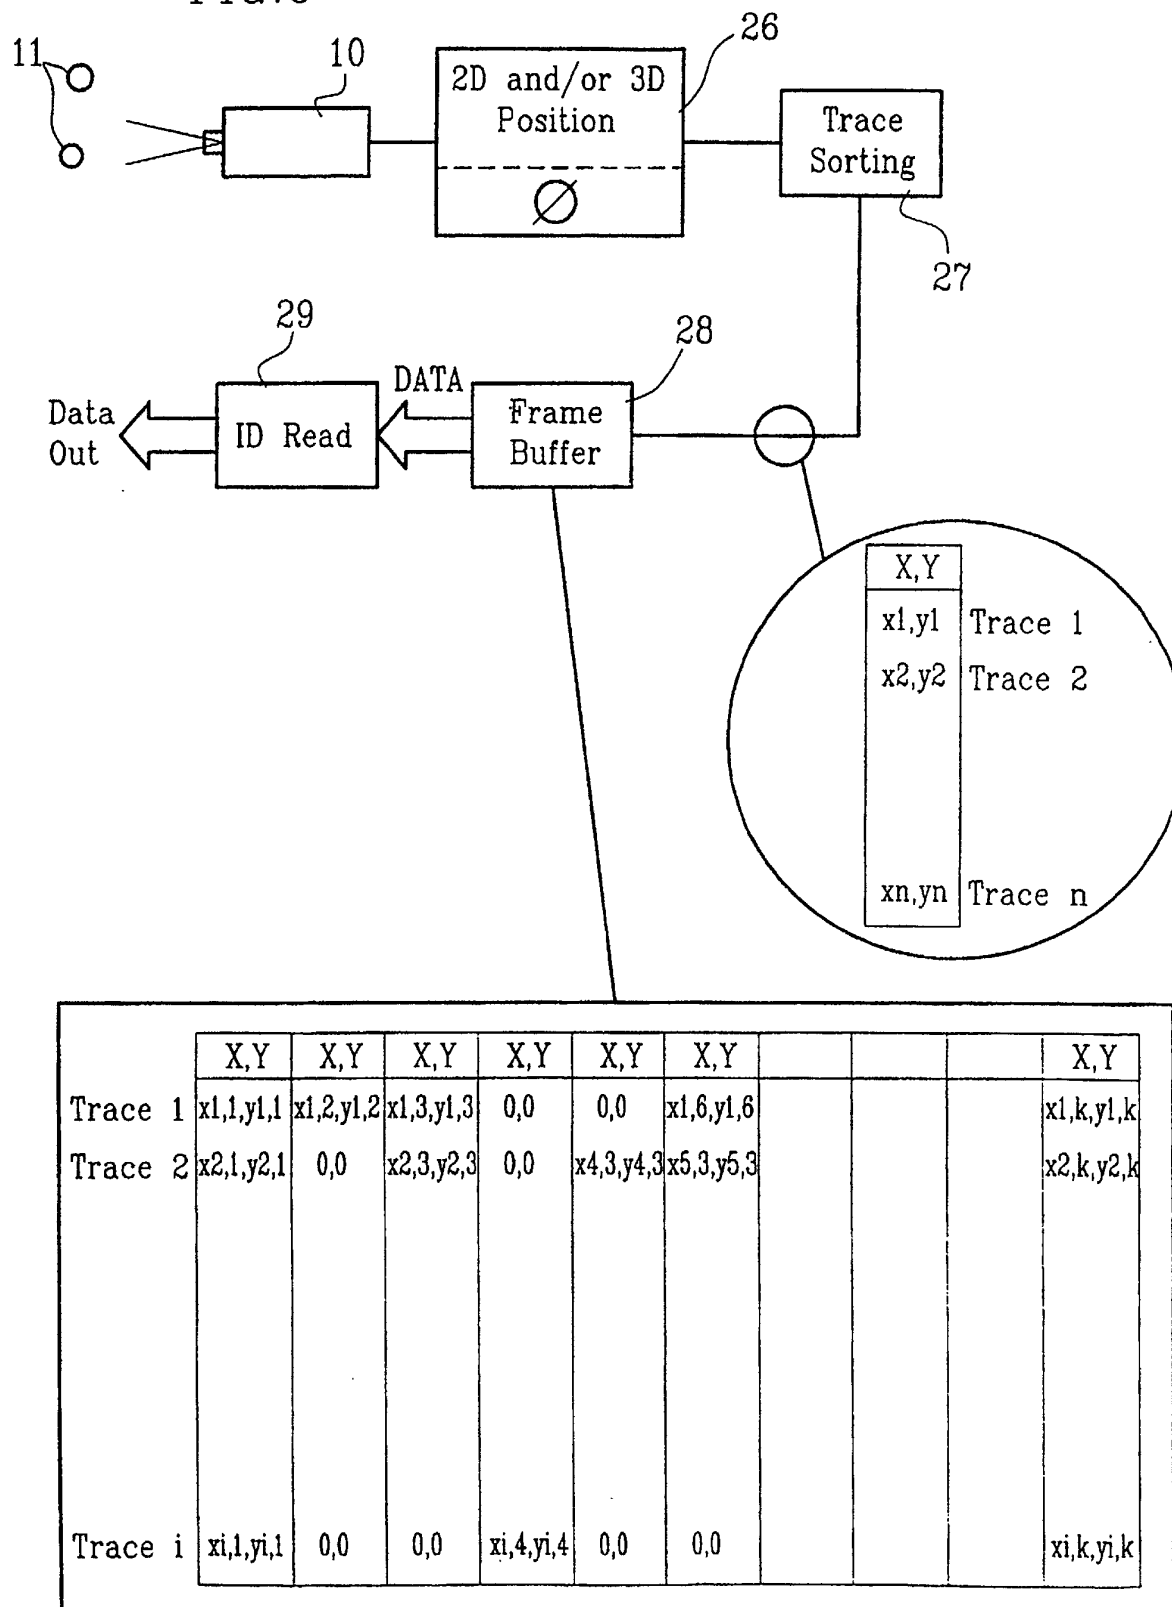 11
10
2D and/or 3D
Position
26
Trace
Sorting
27
29
28
DATA
Data
Out
ID Read
Frame
Buffer
X,Y
x1,y1 Trace 1
x2,y2 Trace 2
xn,yn Trace n
X,Y X,Y X,Y X,Y X,Y X,Y X,Y
Trace 1 x1,1,y1,1 x1,2,y1,2 x1,3,y1,3 0,0 0,0 x1,6,y1,6 x1,k,y1,k
Trace 2 x2,1,y2,1 0,0 x2,3,y2,3 0,0 x4,3,y4,3 x5,3,y5,3 x2,k,y2,k
Trace i xi,1,yi,1 0,0 0,0 xi,4,yi,4 0,0 0,0 xi,k,yi,k